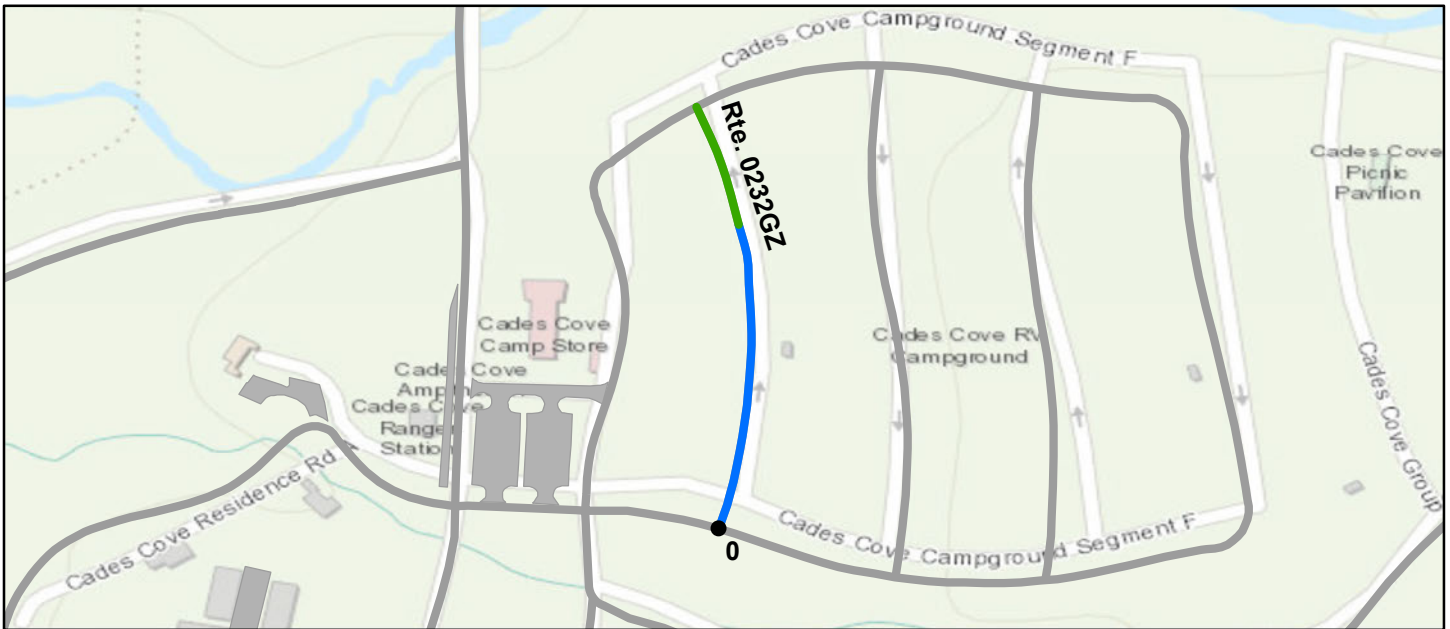 Cades Cove Campground Segment F
Rte. 0232GZ
Cades Cove
Picnic
Pavilion
Cades Cove
Camp Store
Cades Cove RV
Campground
Cades Cove
Cades Cove
Ranger
Station
Cades Cove Group
Cades Cove Residence Rd
Cades Cove Campground Segment F
0